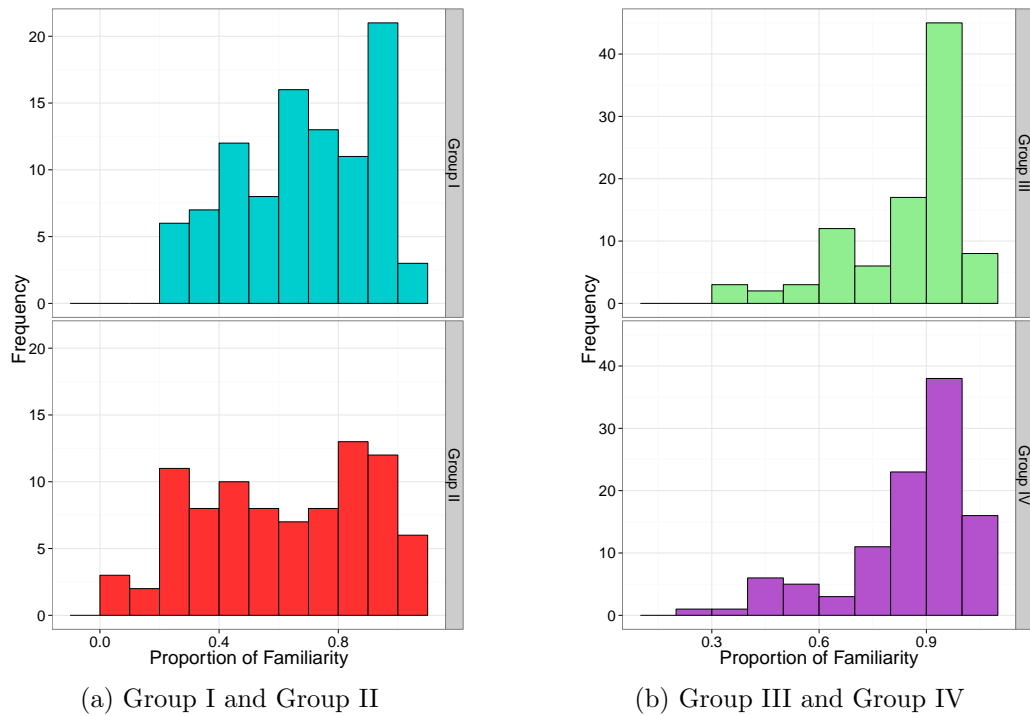 20
15
10
5
0
Group I
20
15
10
5
0
Group II
Frequency
0.0 0.4 0.8
Proportion of Familiarity
(a) Group I and Group II
40
30
20
10
0
Group III
40
30
20
10
0
Group IV
Frequency
0.3 0.6 0.9
Proportion of Familiarity
(b) Group III and Group IV